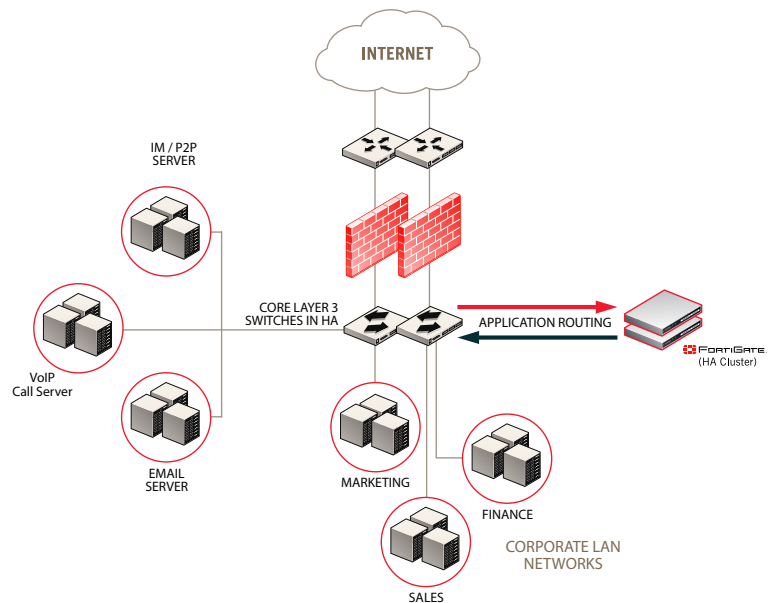 INTERNET
IM / P2P
SERVER
CORE LAYER 3
SWITCHES IN HA
APPLICATION ROUTING
FORTIGATE
(HA Cluster)
VoIP
Call Server
EMAIL
SERVER
MARKETING
FINANCE
CORPORATE LAN
NETWORKS
SALES